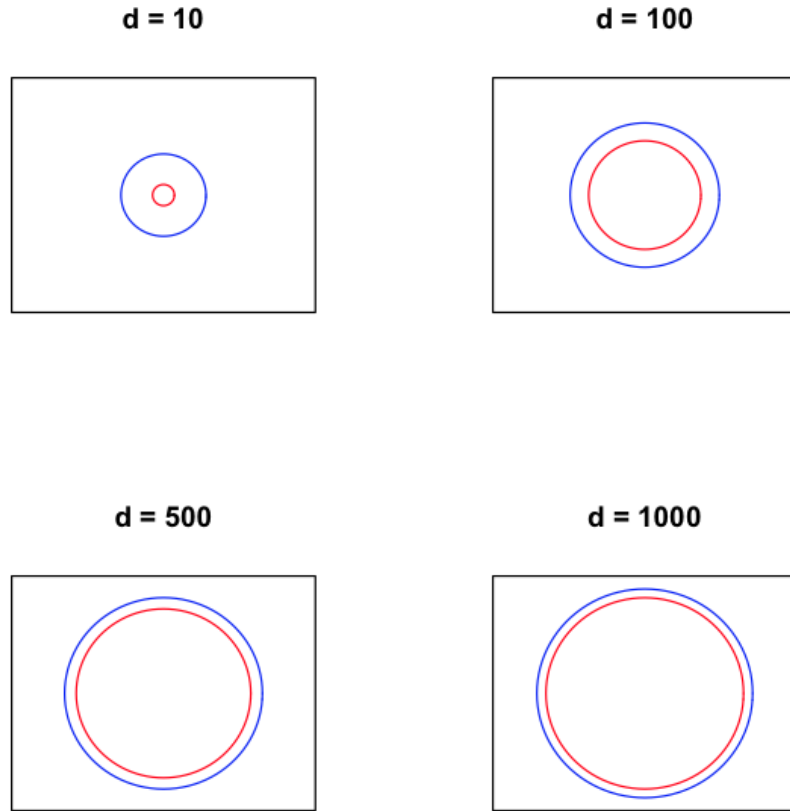 d = 10
d = 100
d = 500
d = 1000